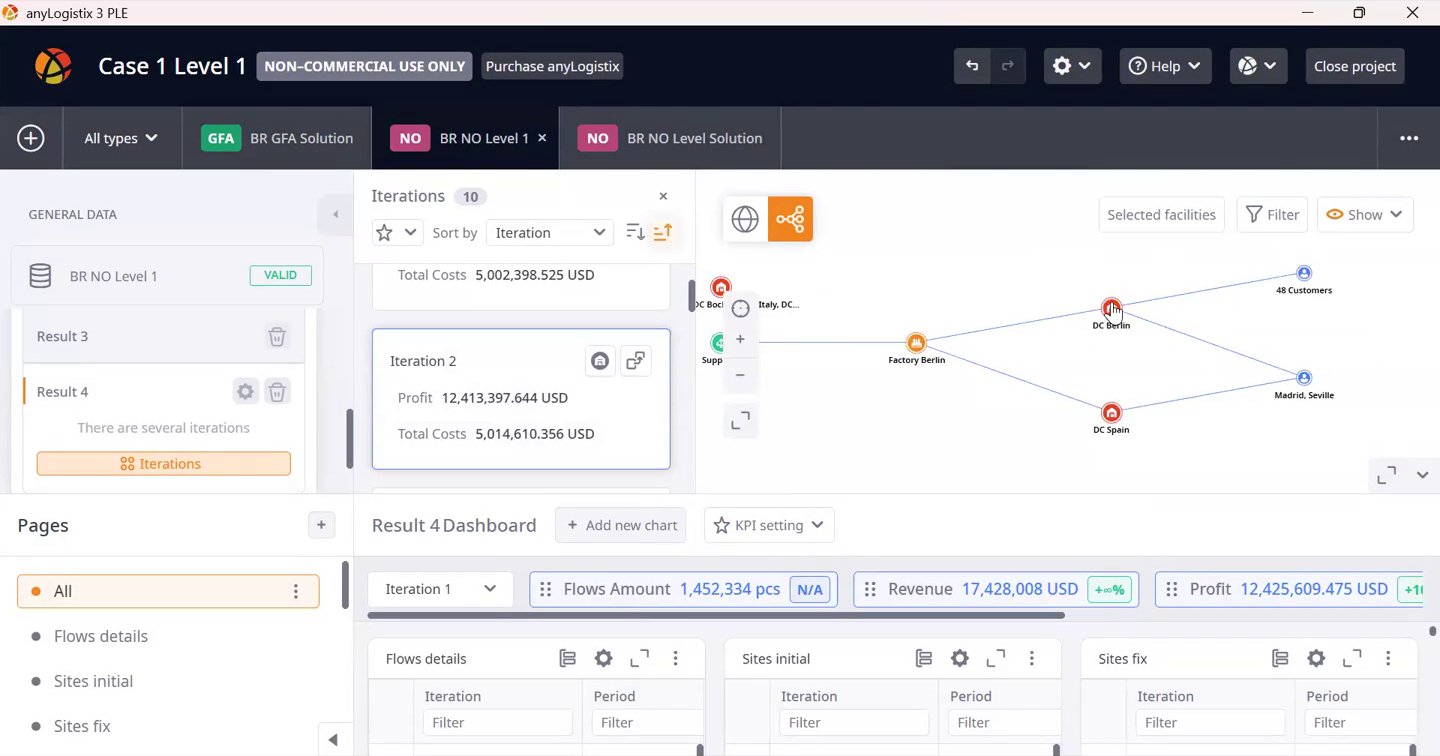 anyLogistix 3 PLE
Case 1 Level 1
NON-COMMERCIAL USE ONLY
Purchase anyLogistix
Help
Close project
All types
GFA BR GFA Solution
NO BR NO Level 1
NO BR NO Level Solution
GENERAL DATA
BR NO Level 1
VALID
Result 3
Result 4
There are several iterations
Iterations
Iterations 10
Sort by
Iteration
Total Costs 5,002,398.525 USD
Iteration 2
Profit 12,413,397.644 USD
Total Costs 5,014,610.356 USD
Selected facilities
Filter
Show
48 Customers
Italy, DC...
DC Berlin
Factory Berlin
Madrid, Seville
DC Spain
Pages
All
Flows details
Sites initial
Sites fix
Result 4 Dashboard
+ Add new chart
KPI setting
Iteration 1
Flows Amount 1,452,334 pcs N/A
Revenue 17,428,008 USD +∞%
Profit 12,425,609.475 USD
Flows details
Iteration
Period
Filter
Filter
Sites initial
Iteration
Period
Filter
Filter
Sites fix
Iteration
Period
Filter
Filter